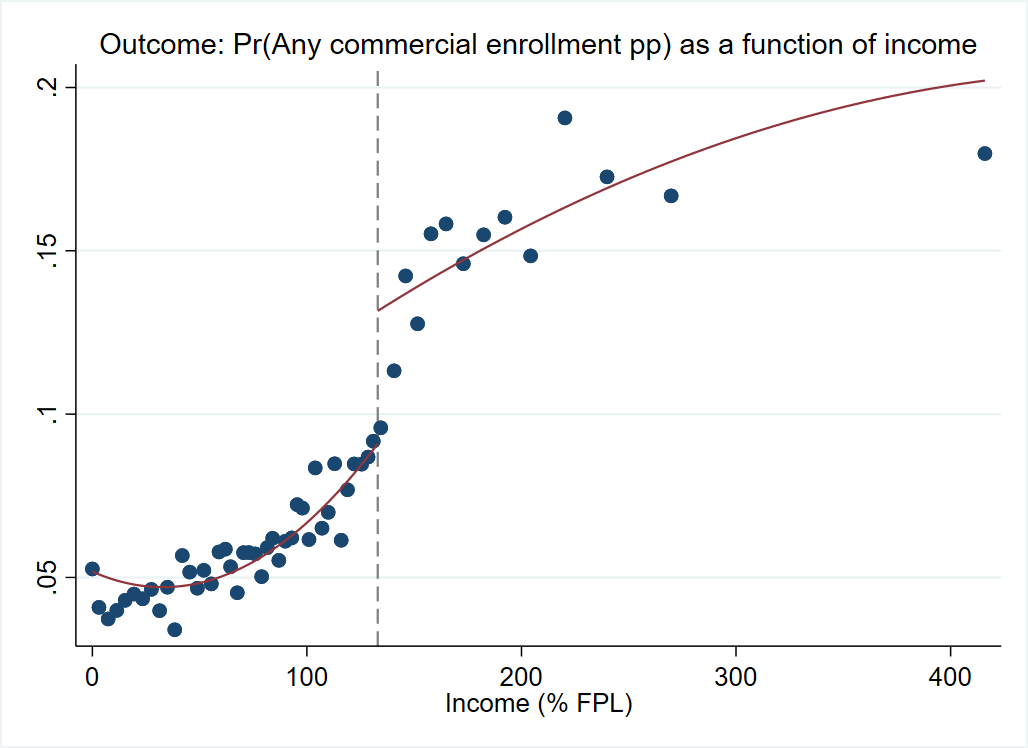 Outcome: Pr(Any commercial enrollment pp) as a function of income
.2
.15
.1
.05
0 100 200 300 400
Income (% FPL)